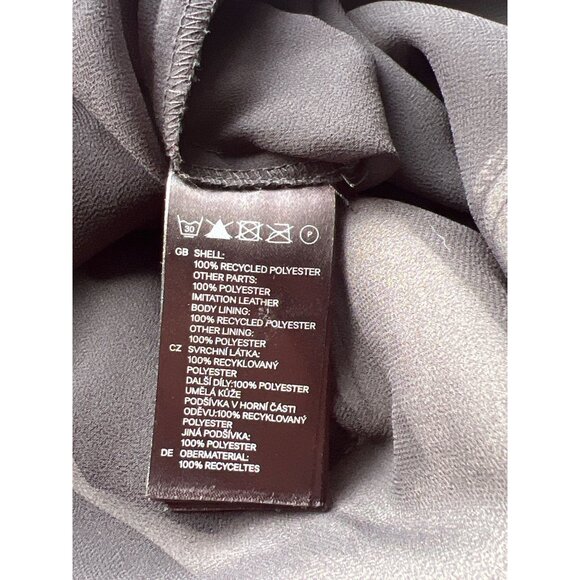 30 P
GB SHELL:
100% RECYCLED POLYESTER
OTHER PARTS:
100% POLYESTER
IMITATION LEATHER
BODY LINING:
100% RECYCLED POLYESTER
OTHER LINING:
100% POLYESTER
CZ SVRCHNÍ LÁTKA:
100% RECYKLOVANÝ
POLYESTER
DALŠÍ DÍLY:100% POLYESTER
UMĚLÁ KŮŽE
PODŠÍVKA V HORNÍ ČÁSTI
ODĚVU:100% RECYKLOVANÝ
POLYESTER
JINÁ PODŠÍVKA:
100% POLYESTER
DE OBERMATERIAL:
100% RECYCELTES